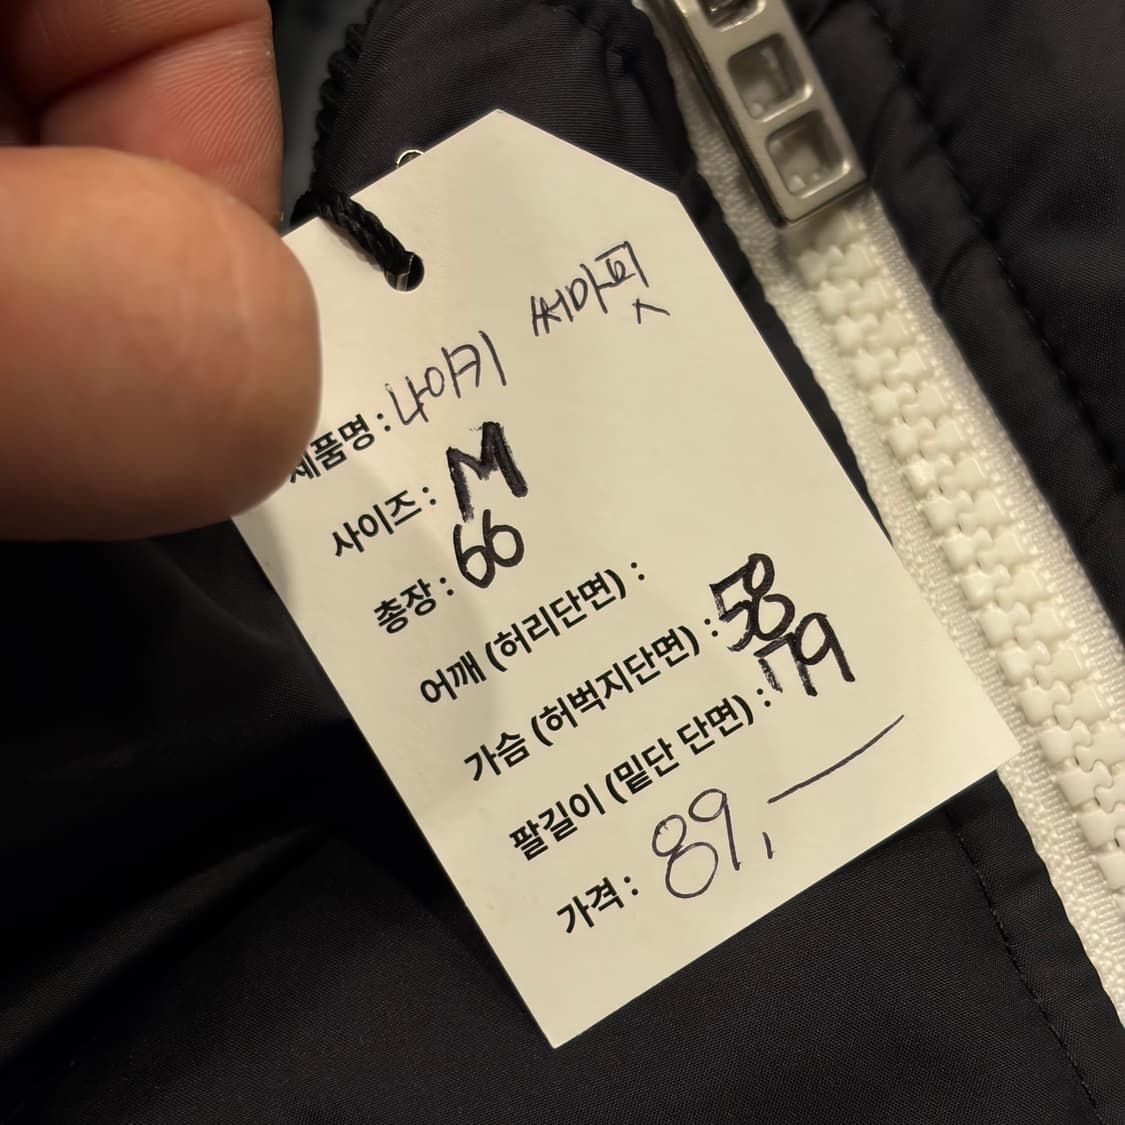 제품명 : 나이키 써마핏
사이즈 : M
총장 : 66
어깨 (허리단면) :
가슴 (허벅지단면) : 58
팔길이 (밑단 단면) : 79
가격 : 89,—